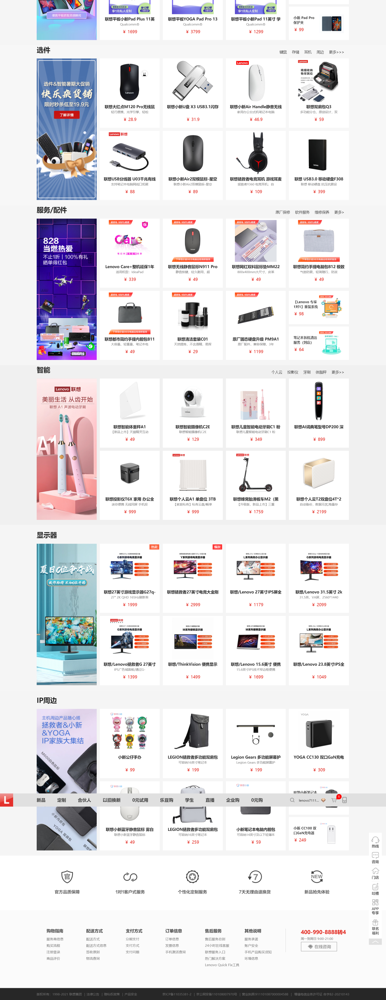 便携平板抓取灵感瞬间
享1元私人定制
抽12期
分期免息
享1元私人定制
抽12期
分期免息
享1元私人定制
抽12期
分期免息
联想平板小新Pad Plus 11英
Qualcomm®
¥ 1699
联想平板YOGA Pad Pro 13
Qualcomm®
¥ 3799
联想平板小新Pad 11英寸 学
Qualcomm®
¥ 1299
小新 Pad Pro
保护夹
¥ 99
选件
键鼠 存储 耳机 周边 更多>>>
选件&智能暑期大促销
快乐杂货铺
限时秒杀低至19.9元
了解详情
Lenovo
联想大红点M120 Pro无线鼠
轻巧便携，光学引擎，轻松
¥ 28.9
Lenovo
联想小新U盘 X3 USB3.1闪存
¥ 31.9
Lenovo
联想小新Air Handle静音无线
家用办公台式机笔记本电脑
¥ 46.9
Lenovo
精细收纳
物尽其位
联想双肩包Q3
多功能分仓，原创设计，双
¥ 59
Lenovo 联想
联想USB分线器 U03千兆有线
支持笔记本电脑网线口拓展
¥ 88
联想小新Air2双模鼠标-星空
联想小新Air2双模鼠标-星空
¥ 89
联想拯救者电竞耳机 游戏耳麦
拯救者Y360 电竞耳机；自
¥ 109
Lenovo
联想 USB3.0 移动硬盘F308
联想 移动硬盘 抗压抗震设
¥ 399
服务/配件
原厂保修 软件服务 维修保养 更多>
828
当燃热爱
不止1折 | 100%有礼
晒单得红包
赢好礼 100%有奖
保
Care
笔记本整机延保优享
Lenovo Care+整机延保1年
适用机型：IdeaPad
¥ 339
赢好礼 100%有奖
下单赠价值98元电脑远程调修服务
联想无线静音鼠标N911 Pro
静音按键，经久耐用，超
¥ 49
赢好礼 100%有奖
联想网红双料鼠标垫MM22
800x400mm大尺寸，皮革
¥ 49
赢好礼 100%有奖
下单赠价值98元电脑远程调修服务
联想简约手提电脑包B12 极致
气垫防震，轻简随行，防泼
¥ 49
赢好礼 100%有奖
下单赠价值98元电脑远程调修服务
联想都市简约手提内胆包B11
大容量、轻重量，笔记本电
¥ 49
赢好礼 100%有奖
联想清洁套装C01
天然提炼，不含酒精，易挥
¥ 29
赢好礼 100%有奖
原厂固态硬盘升级 PM9A1
原厂配件，兼容保障，3年
¥ 1199
【Lenovo 专家
1对1】重装系统
¥ 98
笔记本拆机清洁
服务（到店）
¥ 64
智能
个人云 投影仪 牙刷 体脂秤 更多>>
Lenovo 联想
美丽生活 从齿开始
联想 A1 声波电动牙刷
A1
联想智能体重秤A1
【新品上市】天猫精灵互动
¥ 49
联想智能摄像机C2E
联想智能摄像机C2E
¥ 129
联想儿童智能电动牙刷C1 粉
联想儿童智能电动牙刷C1 粉
¥ 349
联想AI词典笔型号DP200 深
¥ 899
联想投影仪T6X 家用 办公全
迷你便携 无线同屏 手机投
¥ 999
Lenovo 联想
联想个人云A1 单盘位 3TB
【家庭私有】私有云盘/畅享
¥ 999
Lenovo 联想
联想蜂窝胎滑板车M2（黑
【升级版，新品上市】三重
¥ 1759
联想个人云T2双盘位4T*2
自动备份，数据无忧;海量存
¥ 2199
显示器
夏日C位争夺战
热卖
G系列游戏电竞显示器
联想27英寸游戏显示器G27q-
27" 2K QHD 165Hz刷新率
¥ 1999
爆款
Y系列游戏电竞显示器
联想拯救者27英寸电竞大金刚
¥ 2999
L系列商务办公显示器
联想/Lenovo 27英寸IPS屏全
¥ 1179
G系列游戏电竞显示器
联想/Lenovo 31.5英寸 2k
31.5英，VA屏，2560*1440
¥ 2099
Lenovo 联想
G系列游戏电竞显示器
联想/Lenovo拯救者G 27英寸
IPS广色域面板/通过G-
¥ 1399
M系列便携显示器
联想/ThinkVision 便携显示
¥ 1499
M系列便携显示器
联想/Lenovo 15.6英寸 便携
15.6英寸IPS技术窄边框便携
¥ 1699
L系列商务办公显示器
联想/Lenovo 23.8英寸IPS全
¥ 1049
IP周边
主机周边产品随心搭
拯救者&小新
&YOGA
IP家族大集结
M600白色鼠标
小新内胆包
YOGA 双肩包
小新公仔手办
¥ 99
LEGION拯救者多功能双肩包
可容纳16英寸笔记本
¥ 199
Legion Gears 多功能屏幕护
Legion Gears 多功能屏幕护
¥ 199
YOGA
YOGA CC130 双口GaN充电
¥ 309
联想小新笔记本
L
新品 定制 合伙人 以旧换新 0元试用 乐豆购 学生 直播 企业购 0元购
lenovo7111...
1
联想小新蓝牙静音鼠标 雾白
联想小新蓝牙静音鼠标
¥ 49
LEGION拯救者多功能双肩包
可容纳16英寸笔记本
¥ 259
小新笔记本电脑内胆包
可容纳14英寸及以下轻薄本
¥ 59
小新 CC100 双
口GaN充电器
¥ 249
热线
咨询
门店
吐槽
APP
专享
联名
福利
官
7
NEW
官方品质保障
1对1客户式服务
个性化定制服务
7天无理由退换货
新品抢先体验
购物指南
服务商信息
购买流程
注册登录
商品评价
配送方式
配送方式
配送方式信息
签收原则
物流查询
支付方式
分期支付
支付方式
支付问题
订单信息
订单信息
发票信息
手机激活查询
售后服务
售后服务总则
24小时在线客服
联想服务入口
热门解决方案
Lenovo Quick Fix工具
其他说明
服务承诺
账户安全
手机产品购买须知
环境信息
400-990-8888转4
周一到周日 9:00-21:00
在线咨询
版权所有：1998-2021 联想集团 | 法律公告 | 隐私权政策 | 产品安全
京ICP备11035381-2 | 京公网安备110108007970号 | 营业执照:91110108700000458B | 增值电信业务许可证 合字B2-20210143